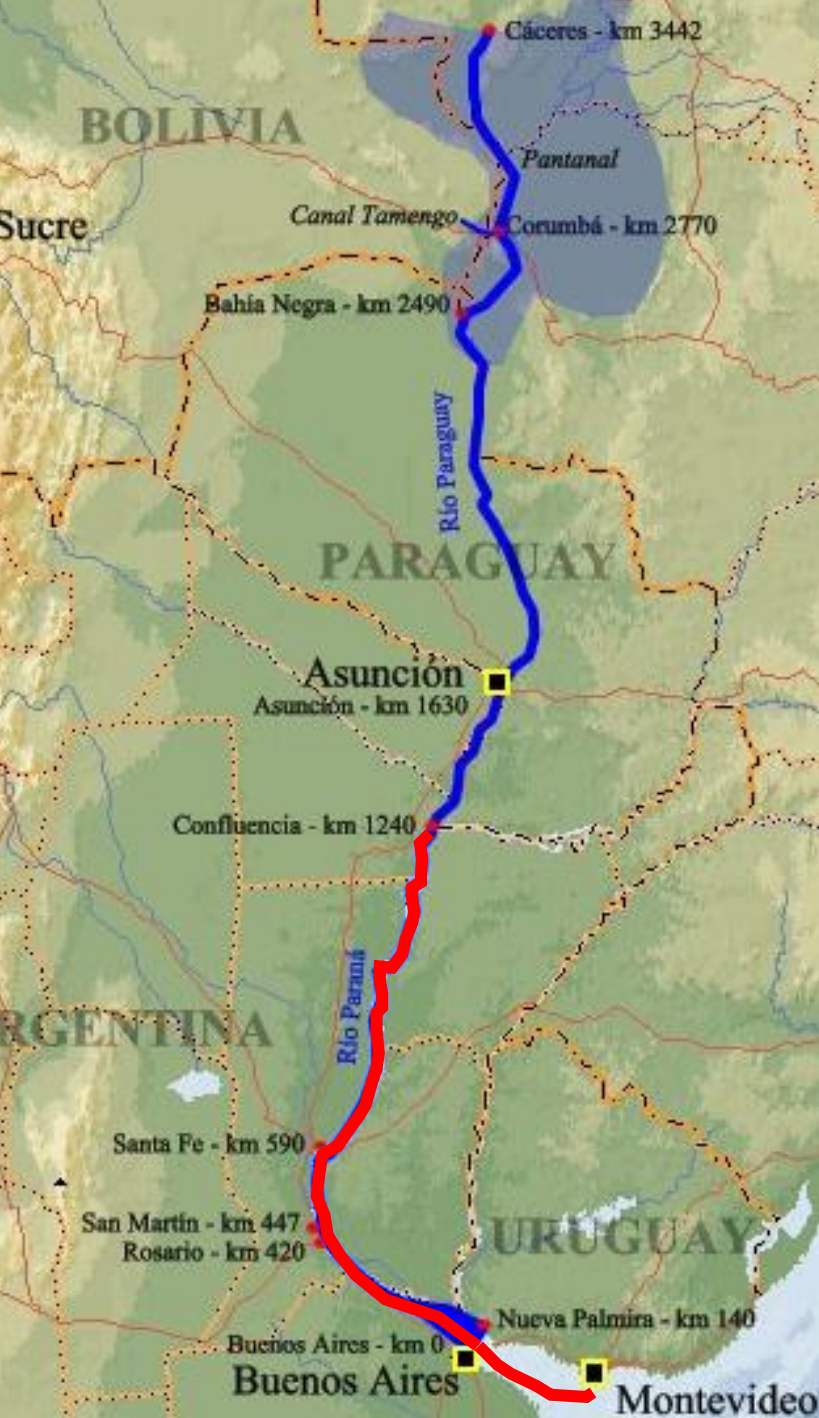 Cáceres - km 3442
BOLIVIA
Pantanal
Canal Tamengo
Sucre
Corumbá - km 2770
Bahía Negra - km 2490
Río Paraguay
PARAGUAY
Asunción
Asunción - km 1630
Confluencia - km 1240
Río Paraná
RGENTINA
Santa Fe - km 590
San Martín - km 447
Rosario - km 420
URUGUAY
Nueva Palmira - km 140
Buenos Aires - km 0
Buenos Aires
Montevideo